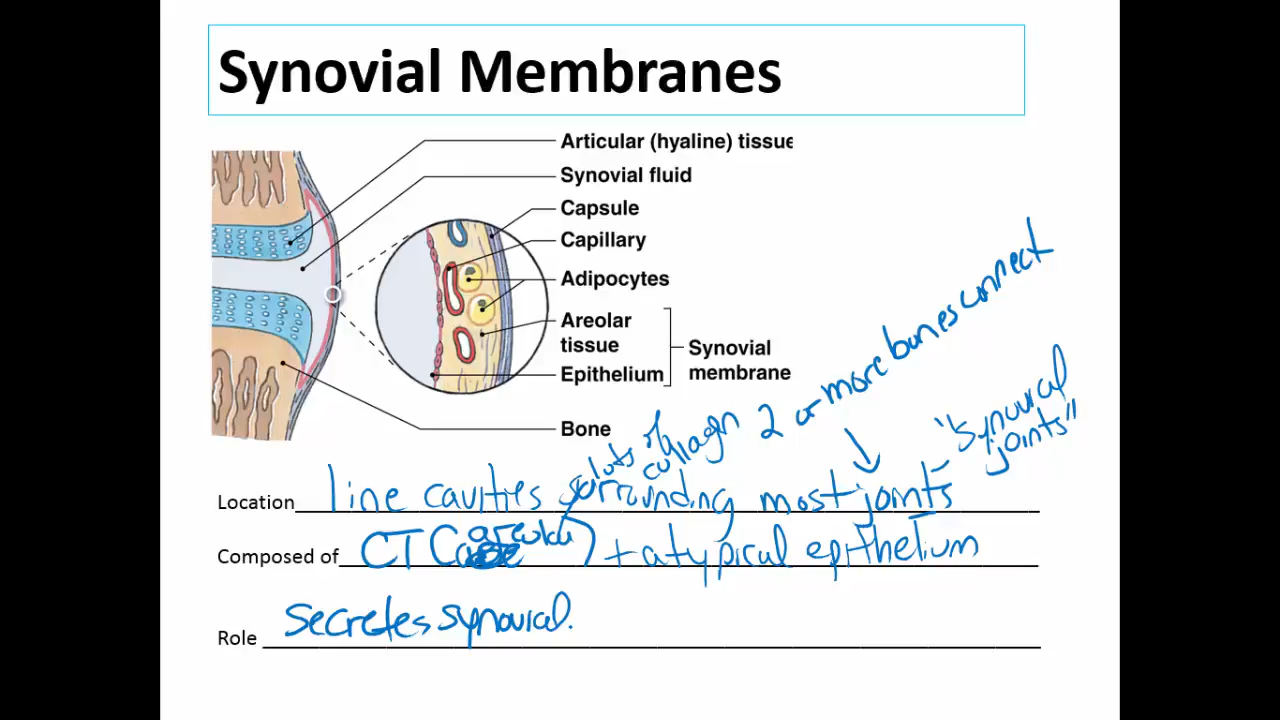 Synovial Membranes
Articular (hyaline) tissue
Synovial fluid
Capsule
Capillary
Adipocytes
Areolar
tissue
Epithelium
Synovial
membrane
Bone
2 or more bones connect
"Synovial
joints"
lots of
collagen
Location line cavities surrounding most joints
Composed of CT (areolar) + atypical epithelium
Role secretes synovial